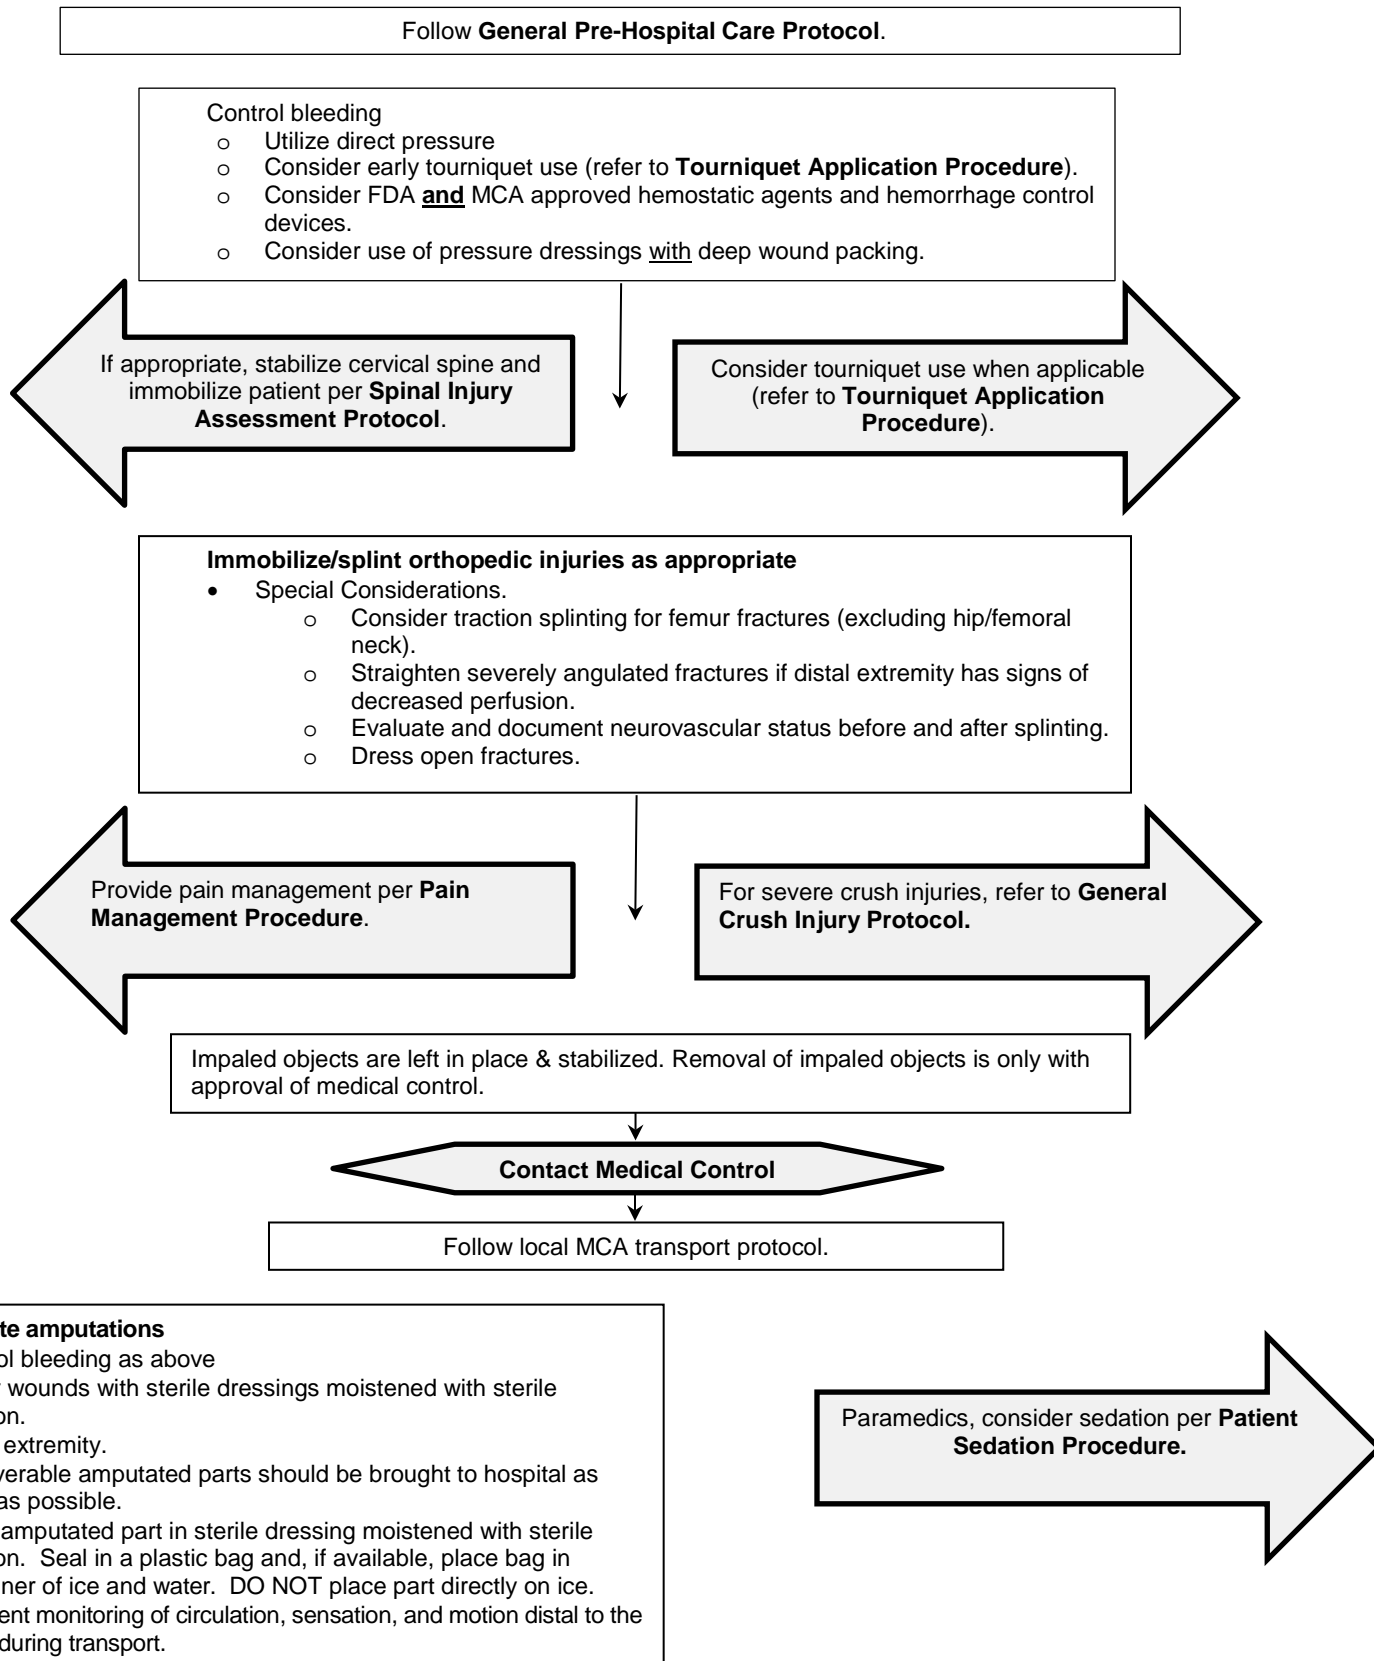 Follow General Pre-Hospital Care Protocol.
Control bleeding
o Utilize direct pressure
o Consider early tourniquet use (refer to Tourniquet Application Procedure).
o Consider FDA and MCA approved hemostatic agents and hemorrhage control
devices.
o Consider use of pressure dressings with deep wound packing.
If appropriate, stabilize cervical spine and
immobilize patient per Spinal Injury
Assessment Protocol.
Consider tourniquet use when applicable
(refer to Tourniquet Application
Procedure).
Immobilize/splint orthopedic injuries as appropriate
• Special Considerations.
o Consider traction splinting for femur fractures (excluding hip/femoral
neck).
o Straighten severely angulated fractures if distal extremity has signs of
decreased perfusion.
o Evaluate and document neurovascular status before and after splinting.
o Dress open fractures.
Provide pain management per Pain
Management Procedure.
For severe crush injuries, refer to General
Crush Injury Protocol.
Impaled objects are left in place & stabilized. Removal of impaled objects is only with
approval of medical control.
Contact Medical Control
Follow local MCA transport protocol.
te amputations
ol bleeding as above
wounds with sterile dressings moistened with sterile
on.
extremity.
verable amputated parts should be brought to hospital as
as possible.
amputated part in sterile dressing moistened with sterile
on. Seal in a plastic bag and, if available, place bag in
ner of ice and water. DO NOT place part directly on ice.
ent monitoring of circulation, sensation, and motion distal to the
during transport.
Paramedics, consider sedation per Patient
Sedation Procedure.